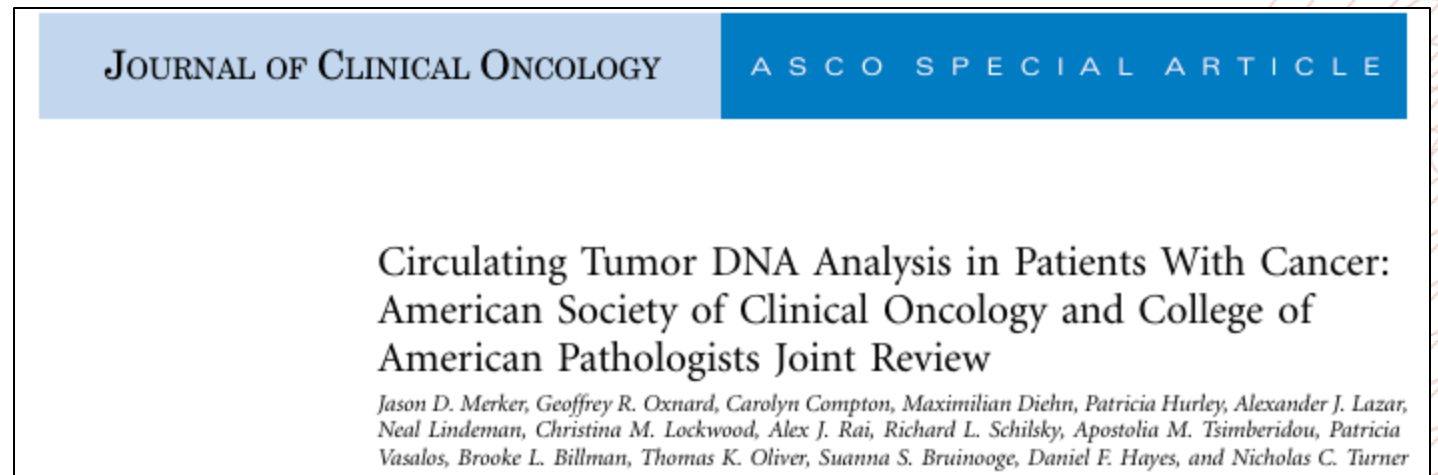 JOURNAL OF CLINICAL ONCOLOGY
ASCO SPECIAL ARTICLE
Circulating Tumor DNA Analysis in Patients With Cancer:
American Society of Clinical Oncology and College of
American Pathologists Joint Review
Jason D. Merker, Geoffrey R. Oxnard, Carolyn Compton, Maximilian Diehn, Patricia Hurley, Alexander J. Lazar,
Neal Lindeman, Christina M. Lockwood, Alex J. Rai, Richard L. Schilsky, Apostolia M. Tsimberidou, Patricia
Vasalos, Brooke L. Billman, Thomas K. Oliver, Suanna S. Bruinooge, Daniel F. Hayes, and Nicholas C. Turner